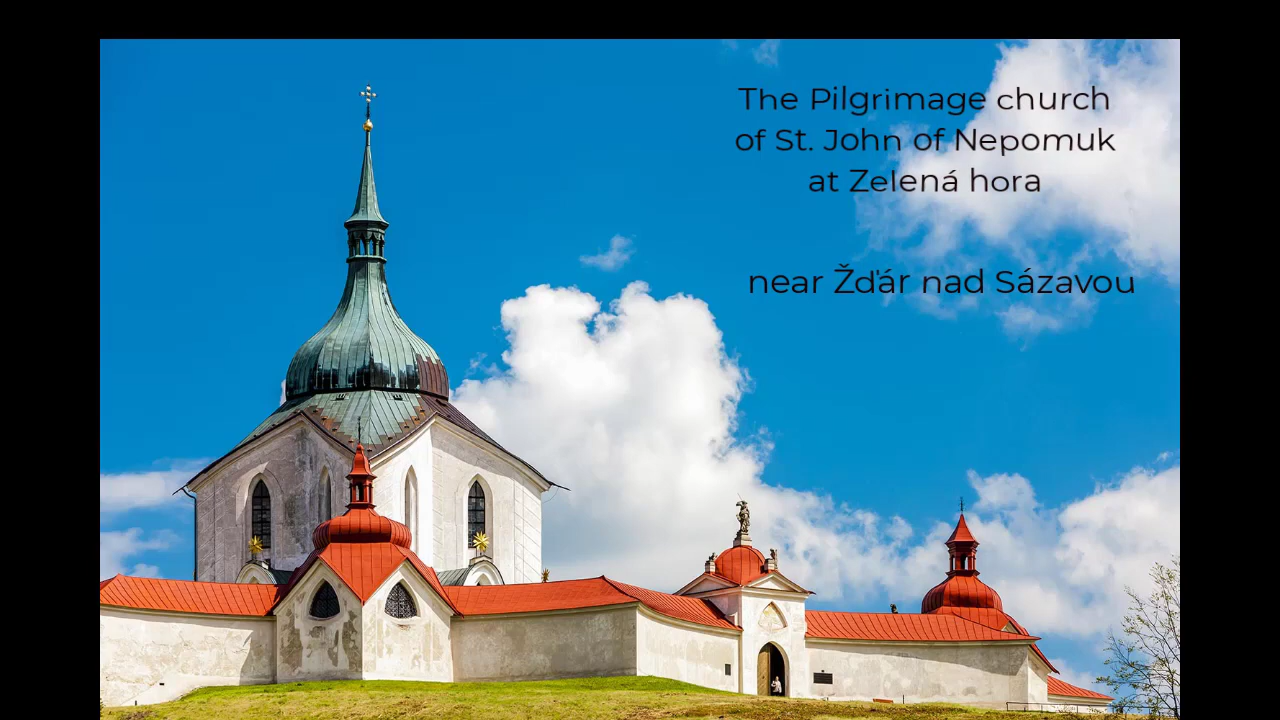 The Pilgrimage church
of St. John of Nepomuk
at Zelená hora
near Žďár nad Sázavou